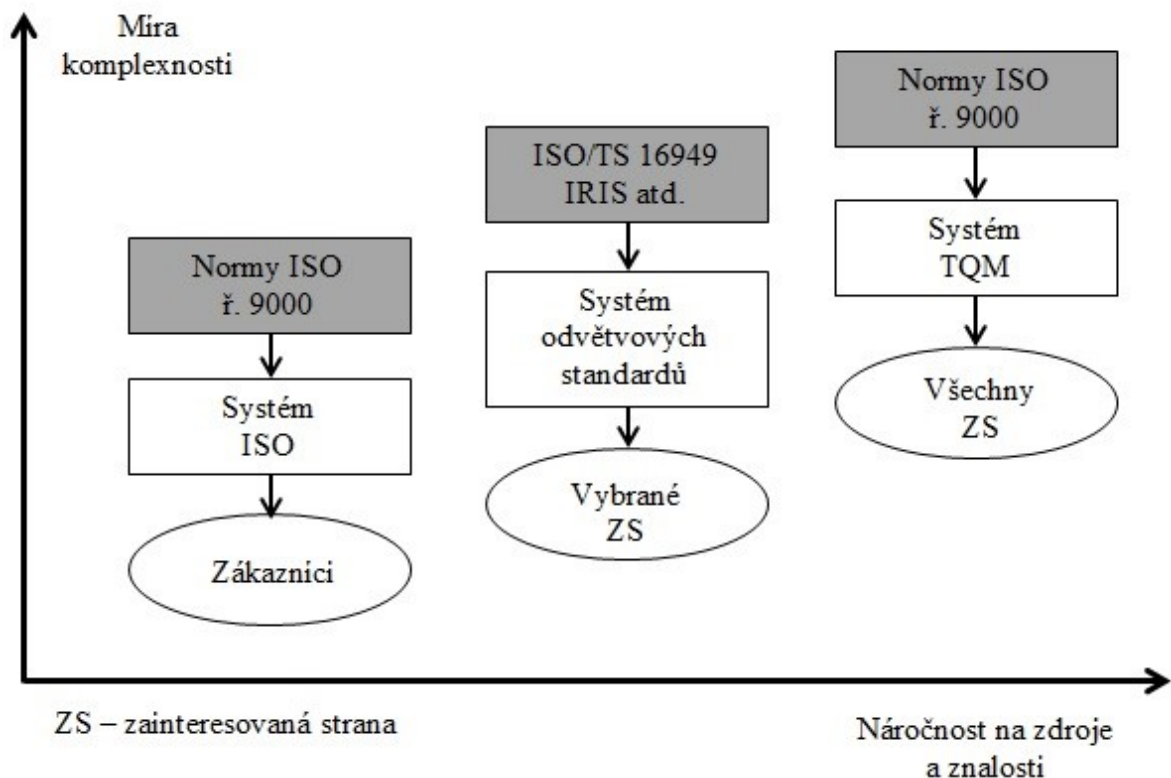 Míra
komplexnosti
Normy ISO
ř. 9000
Systém
ISO
Zákazníci
ISO/TS 16949
IRIS atd.
Systém
odvětvových
standardů
Vybrané
ZS
Normy ISO
ř. 9000
Systém
TQM
Všechny
ZS
ZS – zainteresovaná strana
Náročnost na zdroje
a znalosti